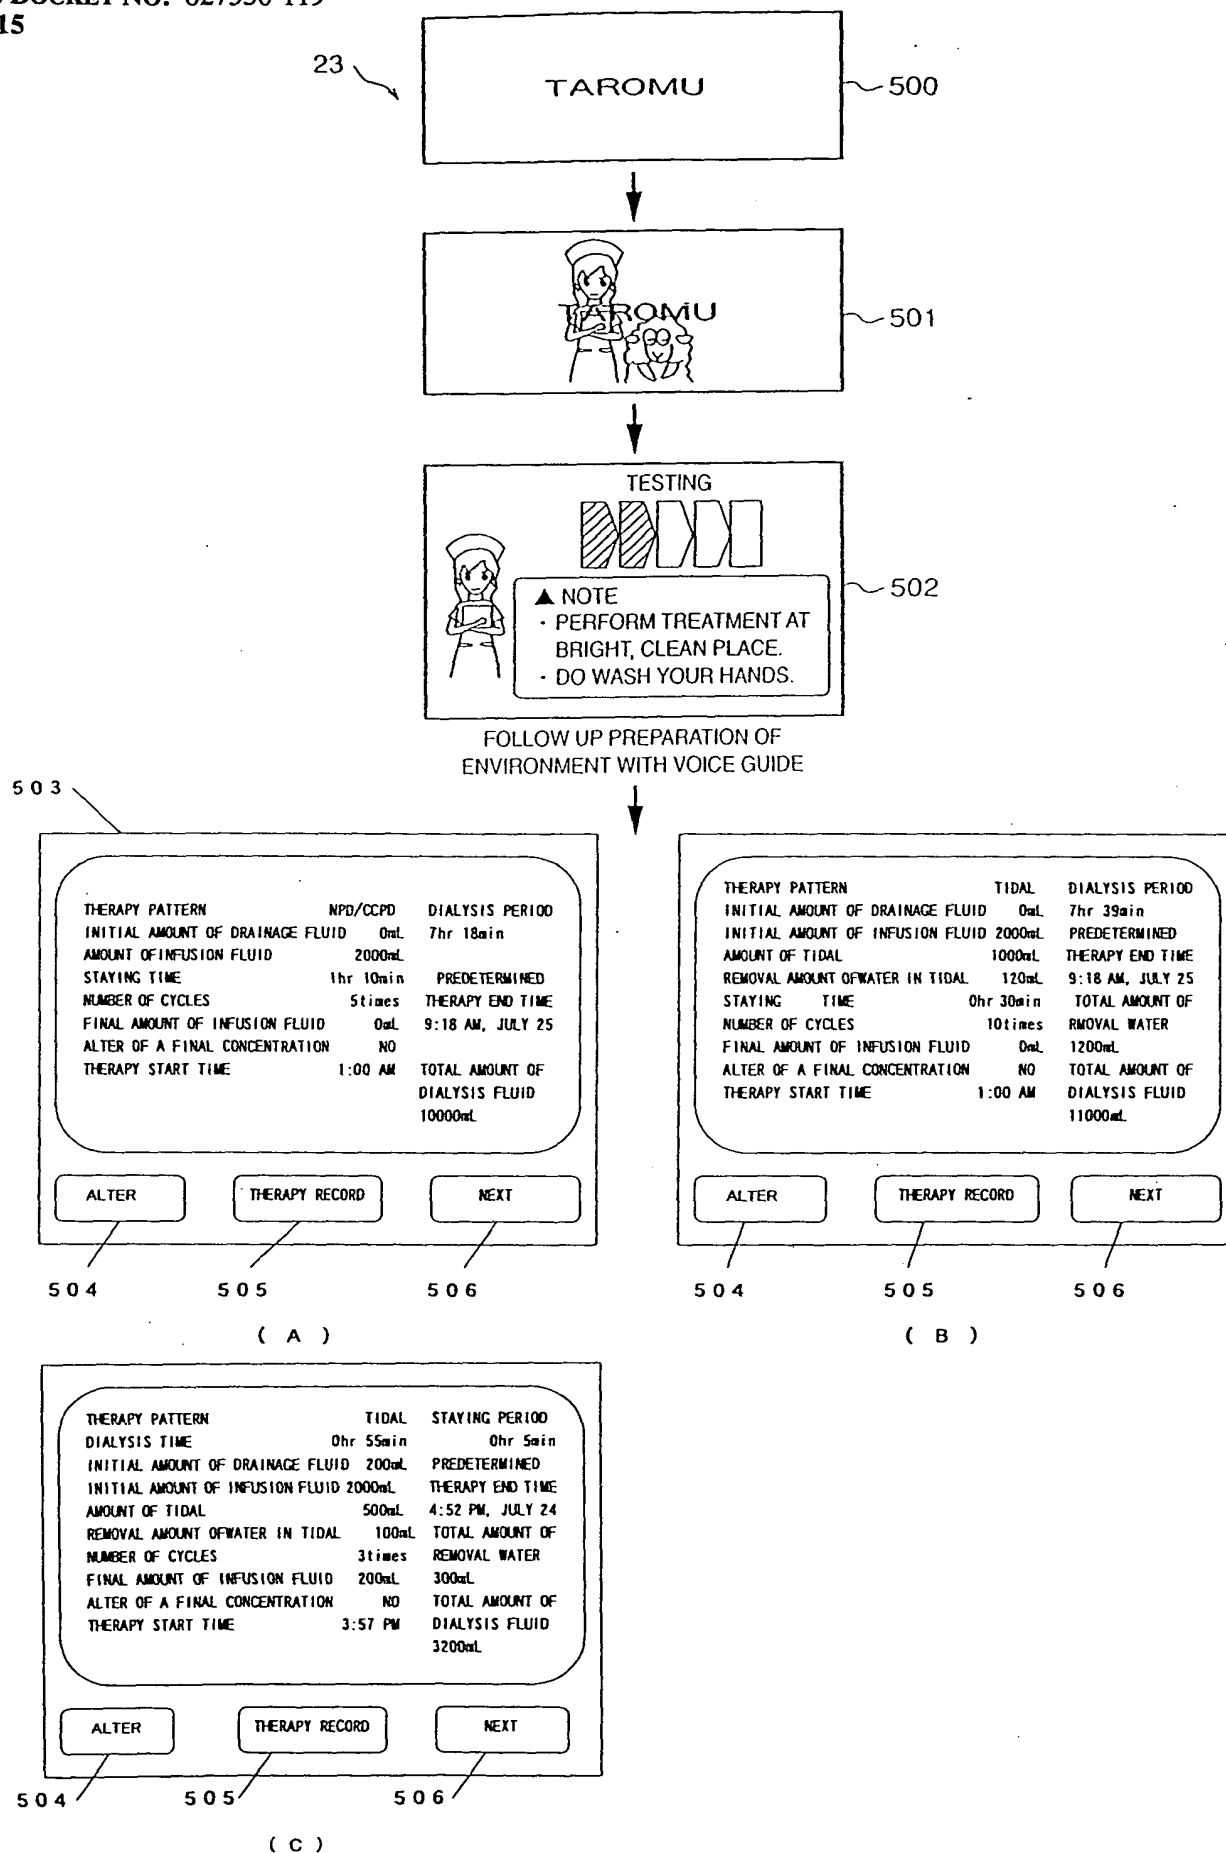 DOCKET NO. 027550-119
15
23
TAROMU
500
TAROMU
501
TESTING
▲ NOTE
· PERFORM TREATMENT AT
BRIGHT, CLEAN PLACE.
· DO WASH YOUR HANDS.
502
FOLLOW UP PREPARATION OF
ENVIRONMENT WITH VOICE GUIDE
503
THERAPY PATTERN NPD/CCPD DIALYSIS PERIOD
INITIAL AMOUNT OF DRAINAGE FLUID 0mL 7hr 18min
AMOUNT OFINFUSION FLUID 2000mL
STAYING TIME 1hr 10min PREDETERMINED
NUMBER OF CYCLES 5times THERAPY END TIME
FINAL AMOUNT OF INFUSION FLUID 0mL 9:18 AM, JULY 25
ALTER OF A FINAL CONCENTRATION NO
THERAPY START TIME 1:00 AM TOTAL AMOUNT OF
DIALYSIS FLUID
10000mL
ALTER THERAPY RECORD NEXT
504 505 506
( A )
THERAPY PATTERN TIDAL DIALYSIS PERIOD
INITIAL AMOUNT OF DRAINAGE FLUID 0mL 7hr 39min
INITIAL AMOUNT OF INFUSION FLUID 2000mL PREDETERMINED
AMOUNT OF TIDAL 1000mL THERAPY END TIME
REMOVAL AMOUNT OFWATER IN TIDAL 120mL 9:18 AM, JULY 25
STAYING TIME 0hr 30min TOTAL AMOUNT OF
NUMBER OF CYCLES 10times RMOVAL WATER
FINAL AMOUNT OF INFUSION FLUID 0mL 1200mL
ALTER OF A FINAL CONCENTRATION NO TOTAL AMOUNT OF
THERAPY START TIME 1:00 AM DIALYSIS FLUID
11000mL
ALTER THERAPY RECORD NEXT
504 505 506
( B )
THERAPY PATTERN TIDAL STAYING PERIOD
DIALYSIS TIME 0hr 55min 0hr 5min
INITIAL AMOUNT OF DRAINAGE FLUID 200mL PREDETERMINED
INITIAL AMOUNT OF INFUSION FLUID 2000mL THERAPY END TIME
AMOUNT OF TIDAL 500mL 4:52 PM, JULY 24
REMOVAL AMOUNT OFWATER IN TIDAL 100mL TOTAL AMOUNT OF
NUMBER OF CYCLES 3times REMOVAL WATER
FINAL AMOUNT OF INFUSION FLUID 200mL 300mL
ALTER OF A FINAL CONCENTRATION NO TOTAL AMOUNT OF
THERAPY START TIME 3:57 PM DIALYSIS FLUID
3200mL
ALTER THERAPY RECORD NEXT
504 505 506
( C )